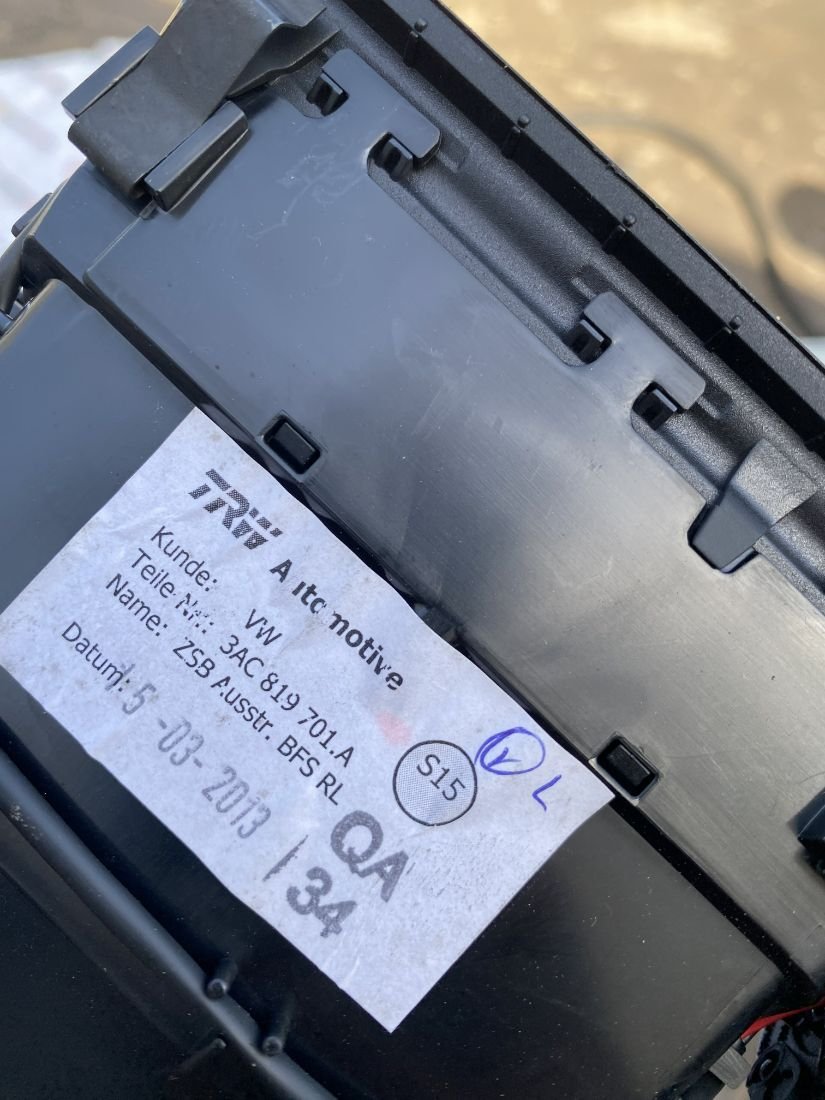 TRW Automotive
Kunde: VW
Teile Nr.: 3AC 819 701.A
Name: ZSB Ausstr. BFS RL
Datum: 15-03-2013
S15
L
QA
34